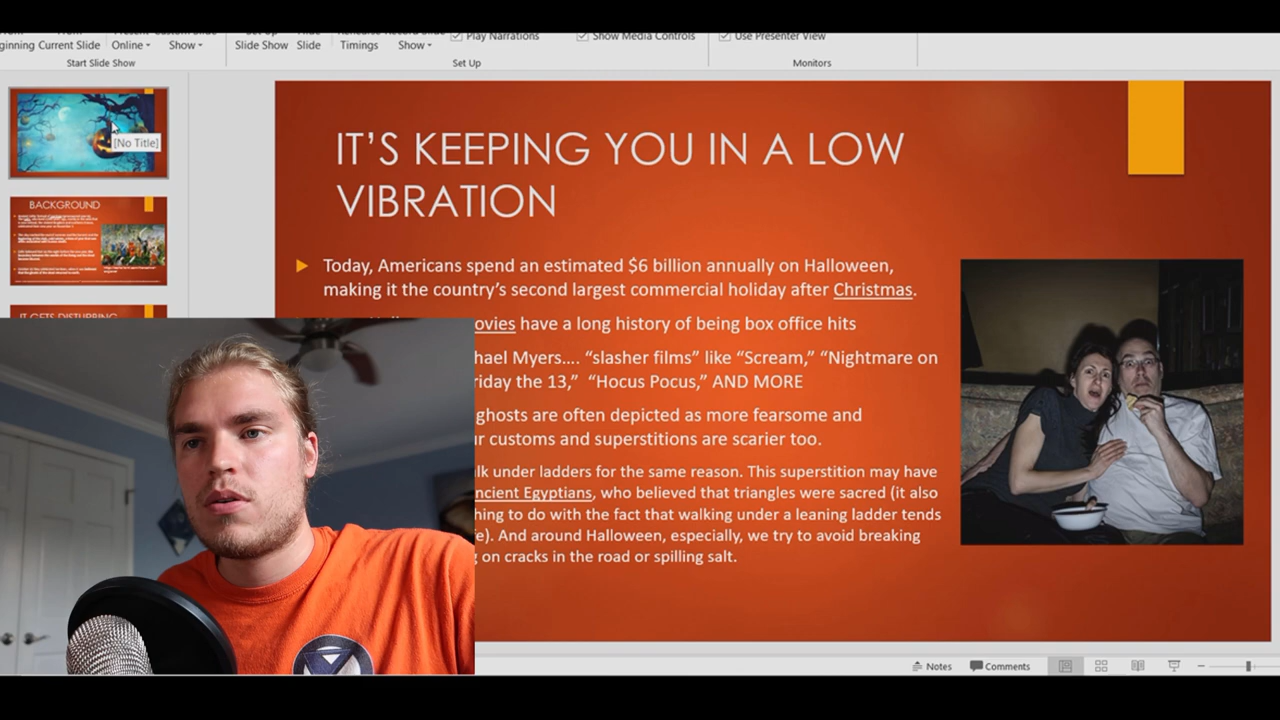 Online
Current Slide
Show
Set Up
Slide Show
Slide
Timings
Show
Play Narrations
Show Media Controls
Use Presenter View
Start Slide Show
Set Up
Monitors
[No Title]
BACKGROUND
IT GETS DISTURBING
IT'S KEEPING YOU IN A LOW
VIBRATION
Today, Americans spend an estimated $6 billion annually on Halloween,
making it the country's second largest commercial holiday after Christmas.
have a long history of being box office hits
Myers.... “slasher films” like “Scream,” “Nightmare on
the 13,” “Hocus Pocus,” AND MORE
ghosts are often depicted as more fearsome and
customs and superstitions are scarier too.
under ladders for the same reason. This superstition may have
Egyptians, who believed that triangles were sacred (it also
to do with the fact that walking under a leaning ladder tends
And around Halloween, especially, we try to avoid breaking
on cracks in the road or spilling salt.
Notes
Comments